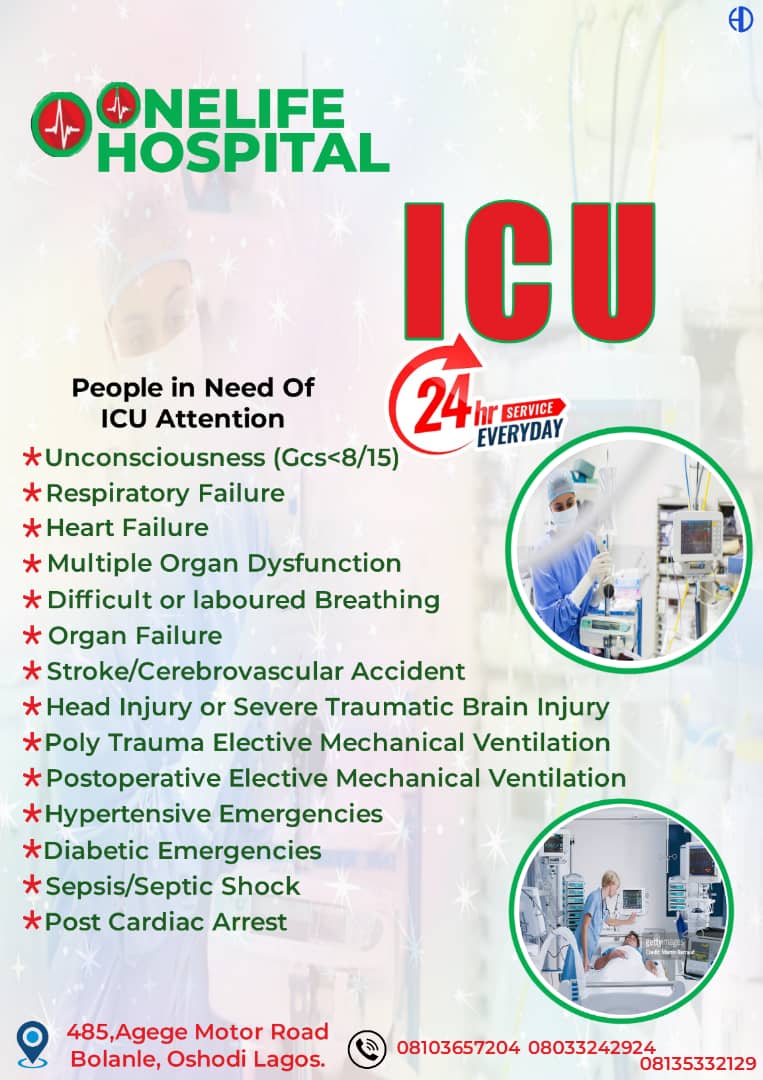 ONELIFE
HOSPITAL
ICU
24hr SERVICE
EVERYDAY
People in Need Of
ICU Attention
*Unconsciousness (Gcs<8/15)
*Respiratory Failure
*Heart Failure
*Multiple Organ Dysfunction
*Difficult or laboured Breathing
*Organ Failure
*Stroke/Cerebrovascular Accident
*Head Injury or Severe Traumatic Brain Injury
*Poly Trauma Elective Mechanical Ventilation
*Postoperative Elective Mechanical Ventilation
*Hypertensive Emergencies
*Diabetic Emergencies
*Sepsis/Septic Shock
*Post Cardiac Arrest
gettyimages
485,Agege Motor Road
Bolanle, Oshodi Lagos.
08103657204 08033242924
08135332129